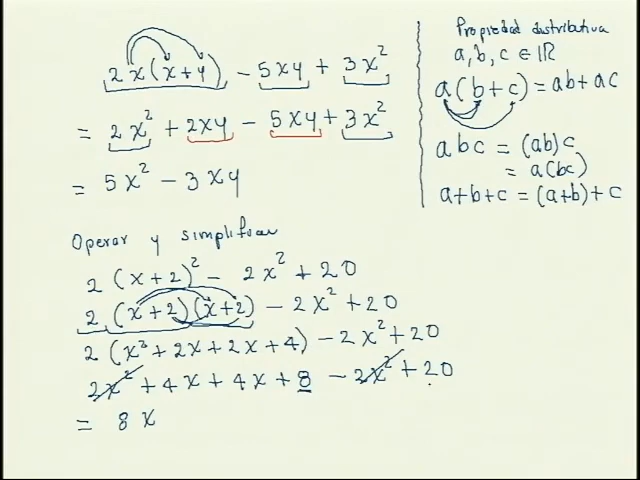 2x(x+y) - 5xy + 3x²
= 2x² + 2xy - 5xy + 3x²
= 5x² - 3xy
Propiedad distributiva
a, b, c ∈ ℝ
a(b+c) = ab + ac
abc = (ab)c
= a(bc)
a+b+c = (a+b)+c
Operar y simplificar
2(x+2)² - 2x² + 20
2(x+2)(x+2) - 2x² + 20
2(x² + 2x + 2x + 4) - 2x² + 20
2x² + 4x + 4x + 8 - 2x² + 20
= 8x